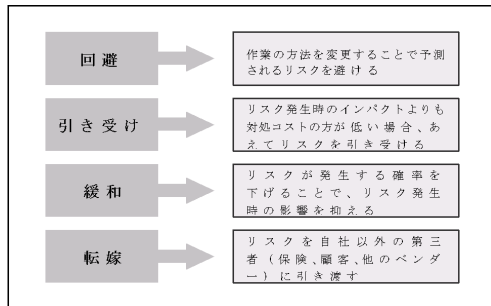 回避
作業の方法を変更することで予測
されるリスクを避ける
引き受け
リスク発生時のインパクトよりも
対処コストの方が低い場合、あ
えてリスクを引き受ける
緩和
リスクが発生する確率を
下げることで、リスク発生
時の影響を抑える
転嫁
リスクを自社以外の第三
者(保険、顧客、他のベンダ
ー)に引き渡す